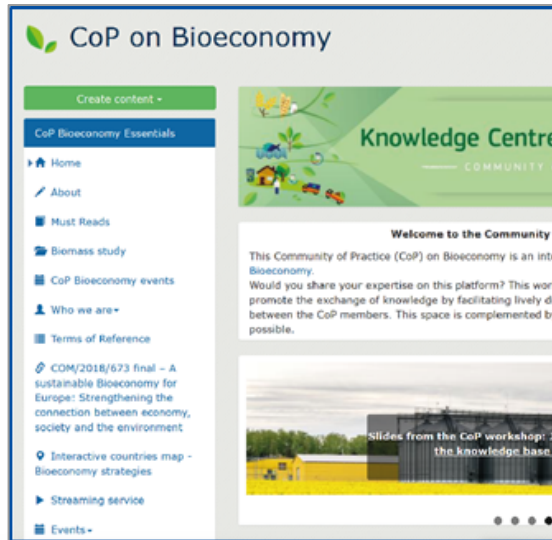 CoP on Bioeconomy
Create content
CoP Bioeconomy Essentials
Home
About
Must Reads
Biomass study
CoP Bioeconomy events
Who we are
Terms of Reference
COM/2018/673 final – A
sustainable Bioeconomy for
Europe: Strengthening the
connection between economy,
society and the environment
Interactive countries map -
Bioeconomy strategies
Streaming service
Events
Knowledge Centre
COMMUNITY
Welcome to the Community
This Community of Practice (CoP) on Bioeconomy is an
Bioeconomy.
Would you share your expertise on this platform? This
promote the exchange of knowledge by facilitating lively
between the CoP members. This space is complemented
possible.
Slides from the CoP workshop:
the knowledge base